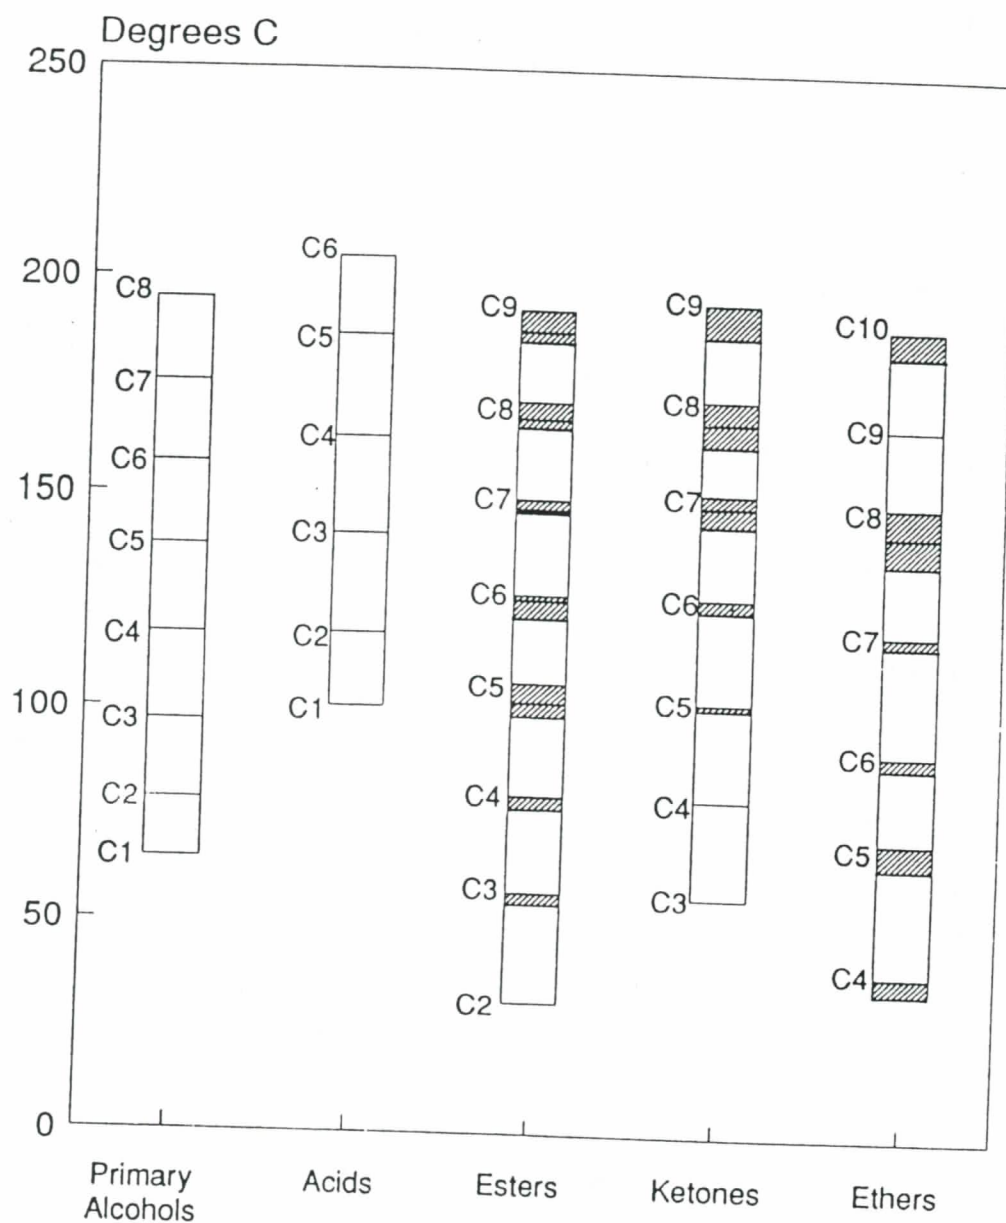 Degrees C
250
200
150
100
50
0
C8
C7
C6
C5
C4
C3
C2
C1
C6
C5
C4
C3
C2
C1
C9
C8
C7
C6
C5
C4
C3
C2
C9
C8
C7
C6
C5
C4
C3
C10
C9
C8
C7
C6
C5
C4
Primary
Alcohols
Acids
Esters
Ketones
Ethers